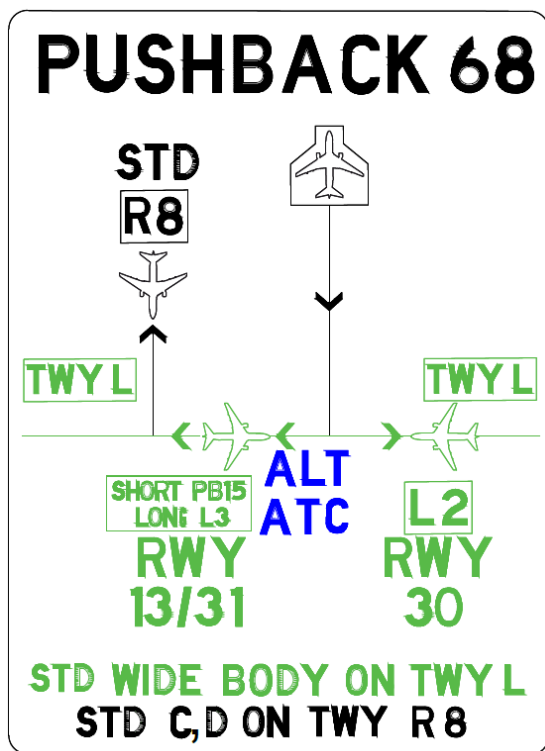 PUSHBACK 68
STD
R8
TWY L
TWY L
ALT
ATC
SHORT PB15
LONG L3
RWY
13/31
L2
RWY
30
STD WIDE BODY ON TWY L
STD C,D ON TWY R8